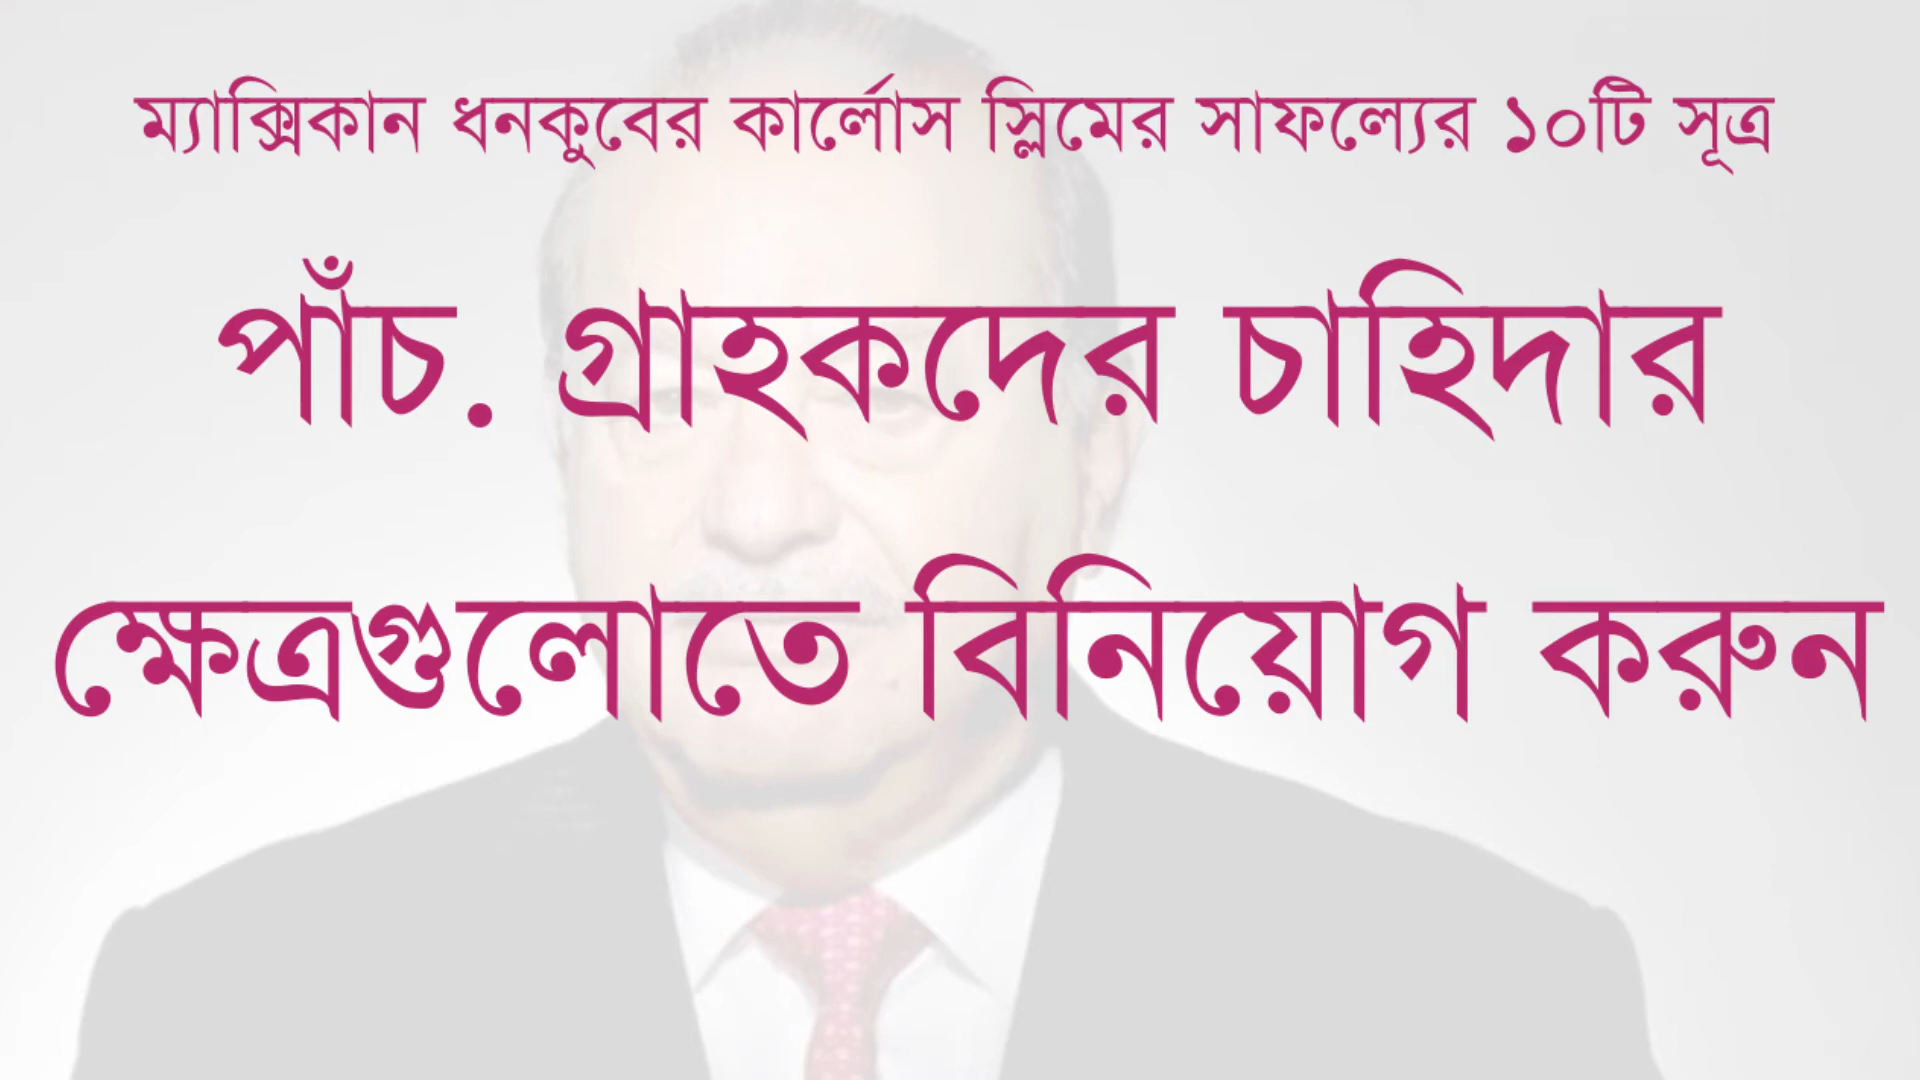 ম্যাক্সিকান ধনকুবের কার্লোস স্লিমের সাফল্যের ১০টি সূত্র
পাঁচ. গ্রাহকদের চাহিদার
ক্ষেত্রগুলোতে বিনিয়োগ করুন